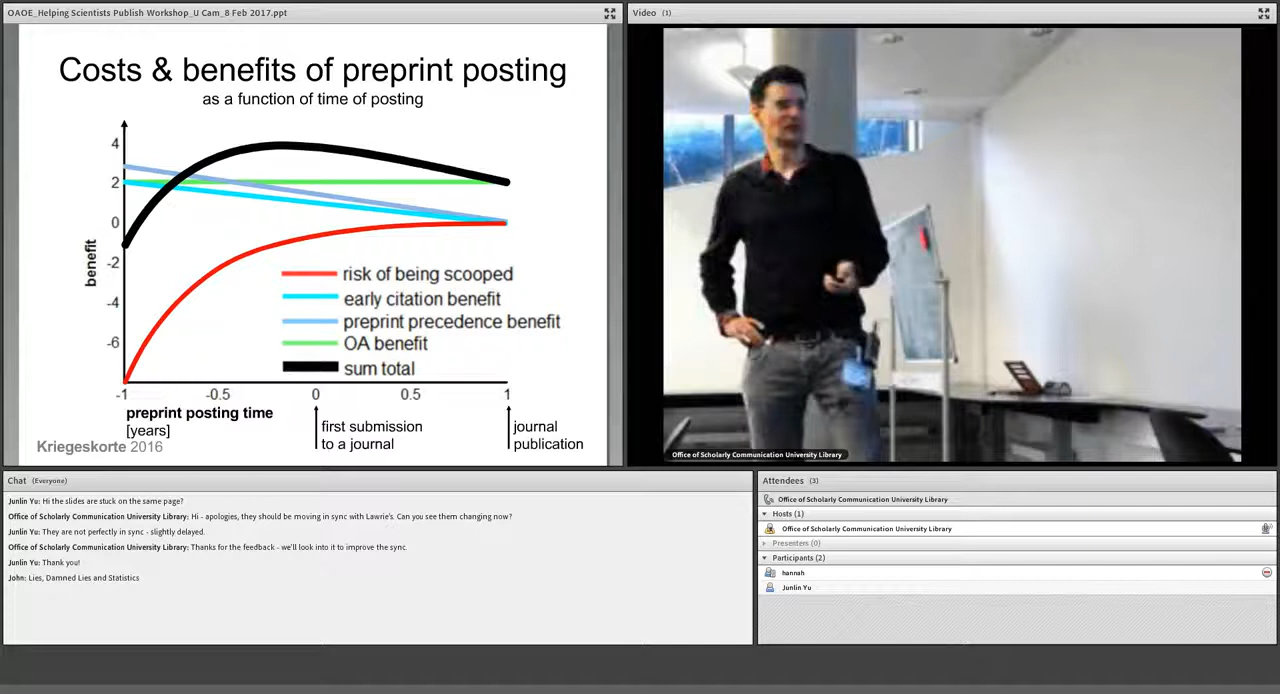 OAOE_Helping Scientists Publish Workshop_U Cam_8 Feb 2017.ppt
Costs & benefits of preprint posting
as a function of time of posting
benefit
4
2
0
-2
-4
-6
risk of being scooped
early citation benefit
preprint precedence benefit
OA benefit
sum total
-1
-0.5
0
0.5
1
preprint posting time
[years]
first submission
to a journal
journal
publication
Kriegeskorte 2016
Video (1)
Office of Scholarly Communication University Library
Chat (Everyone)
Junlin Yu: Hi the slides are stuck on the same page?
Office of Scholarly Communication University Library: Hi - apologies, they should be moving in sync with Lawrie's. Can you see them changing now?
Junlin Yu: They are not perfectly in sync - slightly delayed.
Office of Scholarly Communication University Library: Thanks for the feedback - we'll look into it to improve the sync.
Junlin Yu: Thank you!
John: Lies, Damned Lies and Statistics
Attendees (3)
Office of Scholarly Communication University Library
Hosts (1)
Office of Scholarly Communication University Library
Presenters (0)
Participants (2)
hannah
Junlin Yu